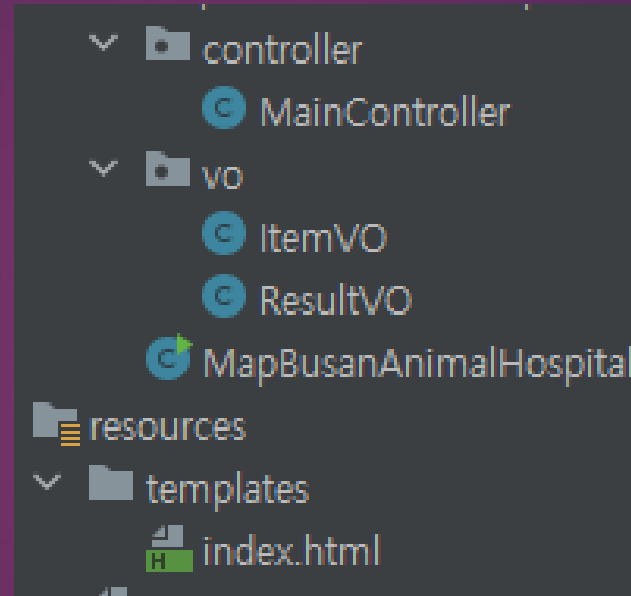 controller
MainController
vo
ItemVO
ResultVO
MapBusanAnimalHospital
resources
templates
index.html